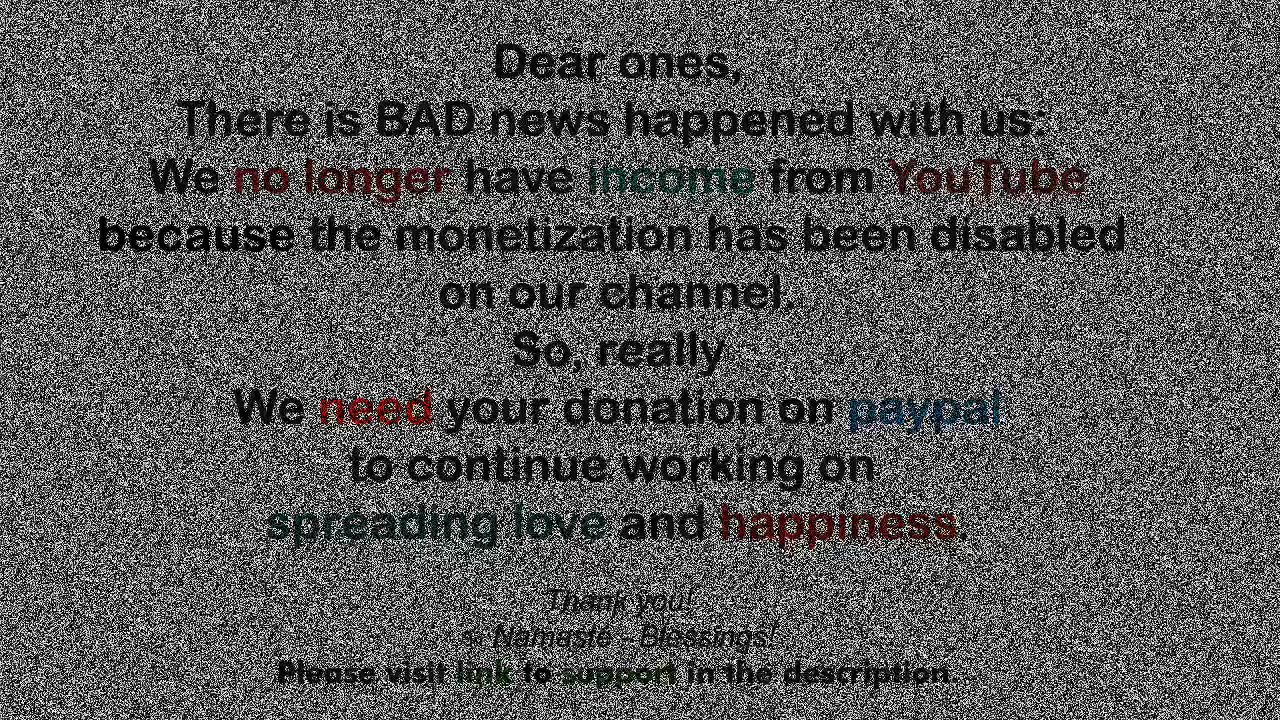 Dear ones,
There is BAD news happened with us:
We no longer have income from YouTube
because the monetization has been disabled
on our channel.
So, really
We need your donation on paypal
to continue working on
spreading love and happiness.
Thank you!
Namaste - Blessings!
Please visit link to support in the description.